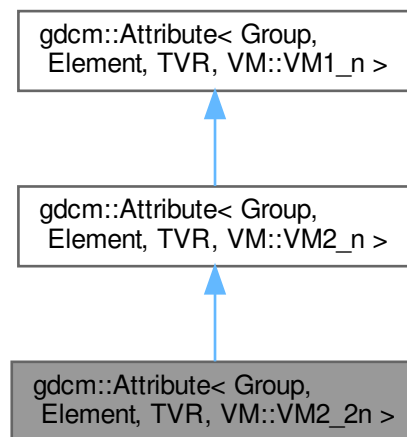 gdcm::Attribute< Group,
Element, TVR, VM::VM1_n >
gdcm::Attribute< Group,
Element, TVR, VM::VM2_n >
gdcm::Attribute< Group,
Element, TVR, VM::VM2_2n >